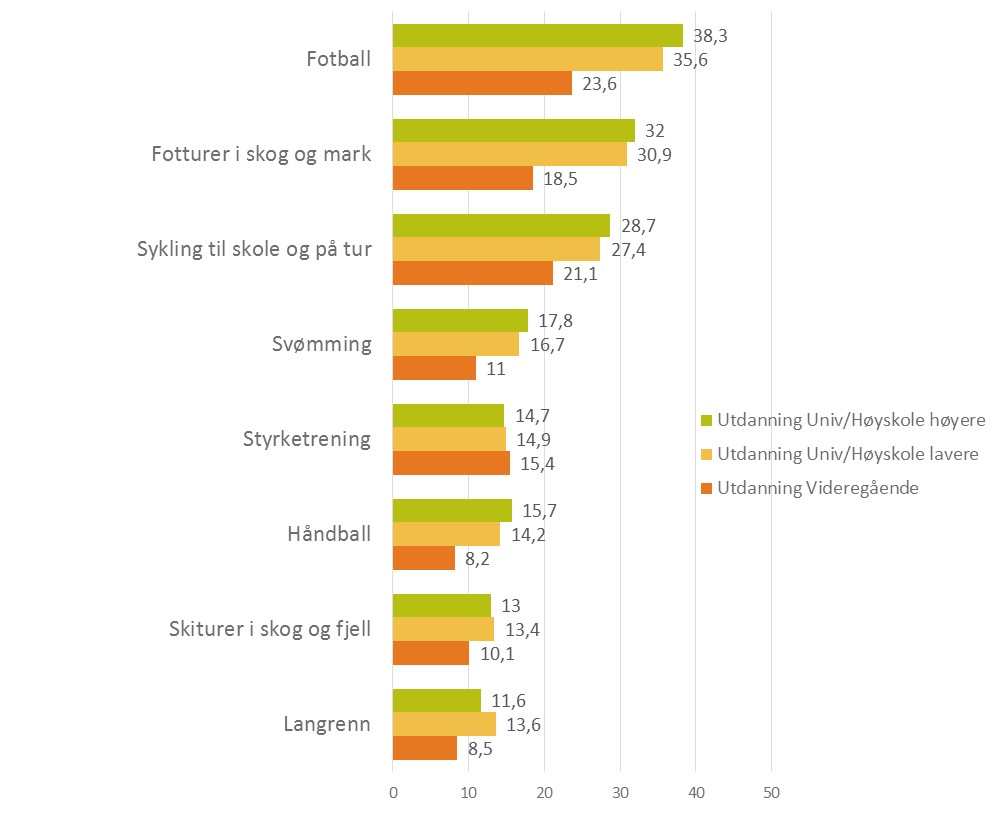 Fotball
38,3
35,6
23,6
Fotturer i skog og mark
32
30,9
18,5
Sykling til skole og på tur
28,7
27,4
21,1
Svømming
17,8
16,7
11
Styrketrening
14,7
14,9
15,4
Håndball
15,7
14,2
8,2
Skiturer i skog og fjell
13
13,4
10,1
Langrenn
11,6
13,6
8,5
0 10 20 30 40 50
Utdanning Univ/Høyskole høyere
Utdanning Univ/Høyskole lavere
Utdanning Videregående